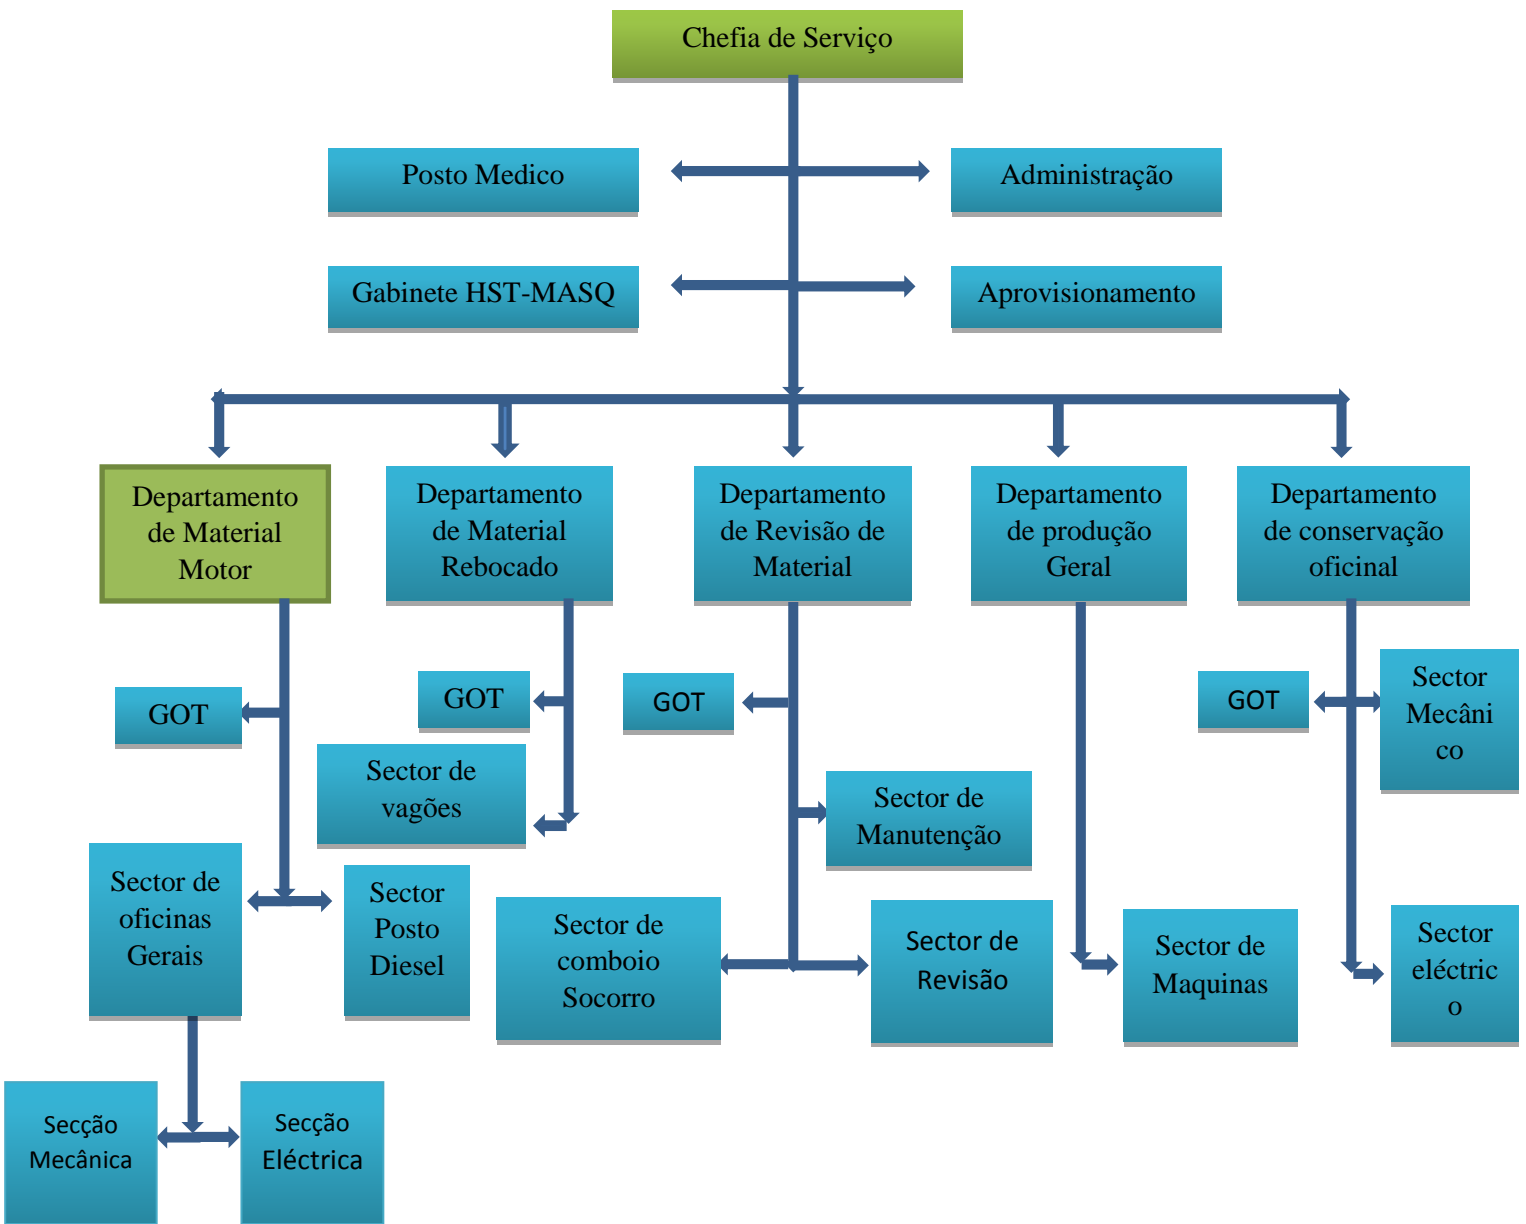 Chefia de Serviço
Posto Medico
Administração
Gabinete HST-MASQ
Aprovisionamento
Departamento
de Material
Motor
Departamento
de Material
Rebocado
Departamento
de Revisão de
Material
Departamento
de produção
Geral
Departamento
de conservação
oficinal
GOT
GOT
GOT
GOT
Sector
Mecâni
co
Sector de
vagões
Sector de
Manutenção
Sector de
oficinas
Gerais
Sector
Posto
Diesel
Sector de
comboio
Socorro
Sector de
Revisão
Sector de
Maquinas
Sector
eléctric
o
Secção
Mecânica
Secção
Eléctrica